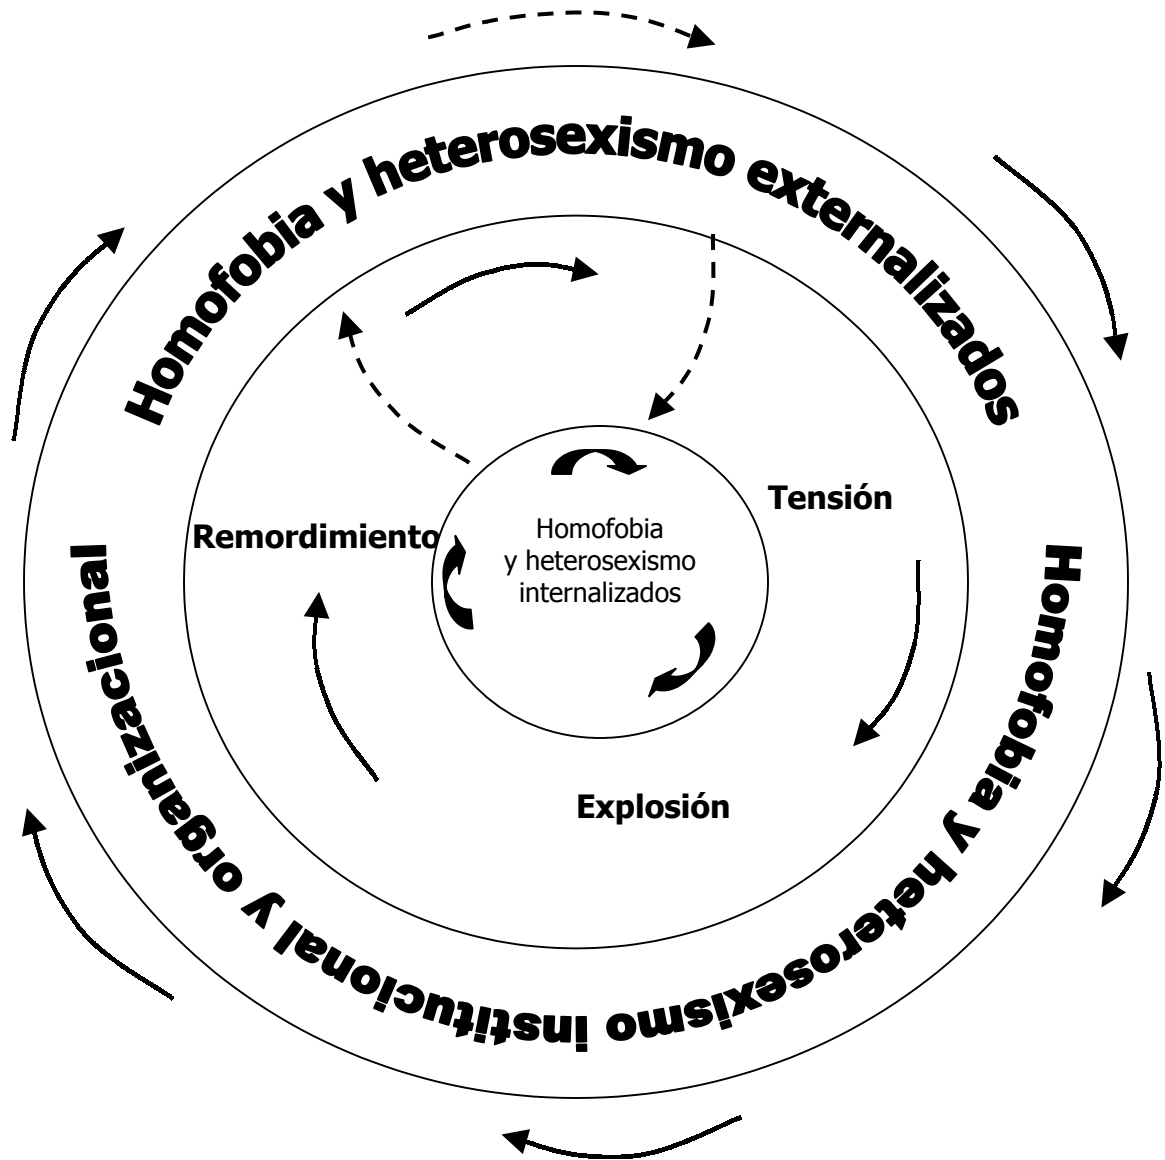 Homofobia y heterosexismo externalizados
Tensión
Remordimiento
Homofobia
y heterosexismo
internalizados
Explosión
Homofobia y heterosexismo institucional y organizacional